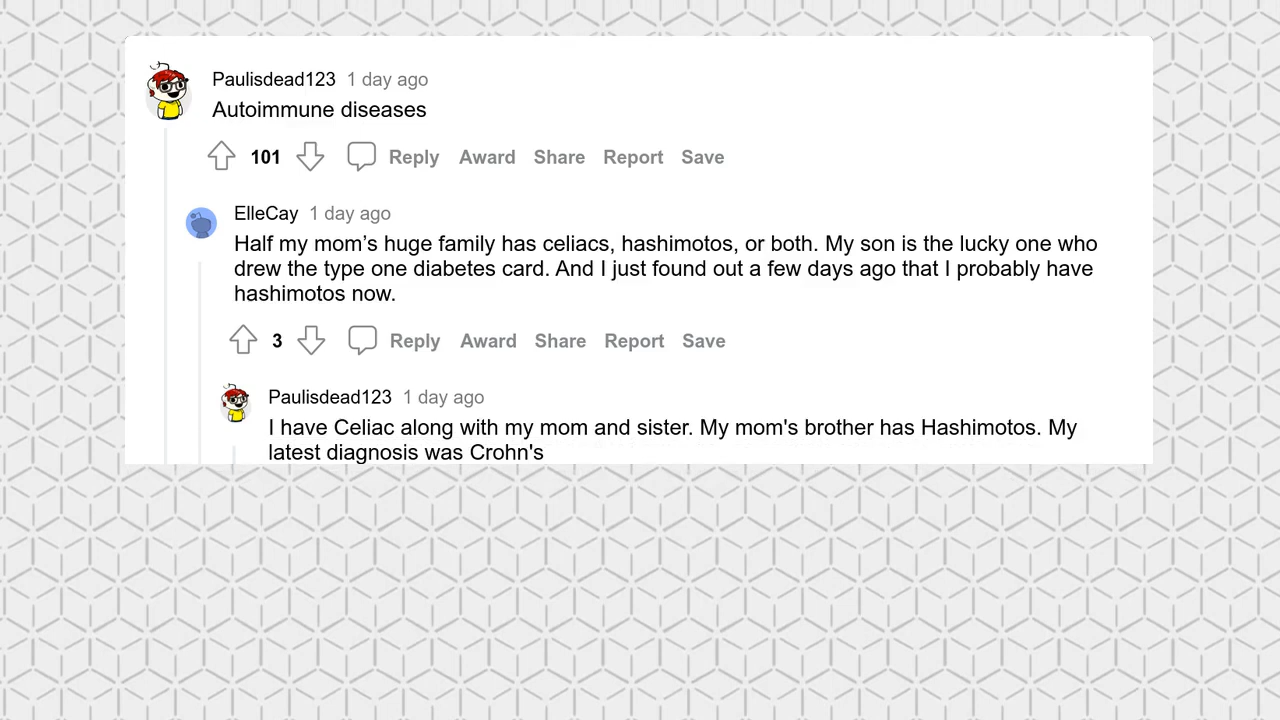 Paulisdead123 1 day ago
Autoimmune diseases
101 Reply Award Share Report Save
ElleCay 1 day ago
Half my mom’s huge family has celiacs, hashimotos, or both. My son is the lucky one who
drew the type one diabetes card. And I just found out a few days ago that I probably have
hashimotos now.
3 Reply Award Share Report Save
Paulisdead123 1 day ago
I have Celiac along with my mom and sister. My mom's brother has Hashimotos. My
latest diagnosis was Crohn's